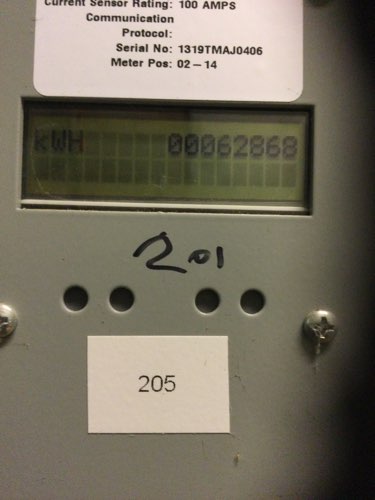 Current Sensor Rating: 100 AMPS
Communication
Protocol:
Serial No: 1319TMAJ0406
Meter Pos: 02-14
kWH 00062868
201
205